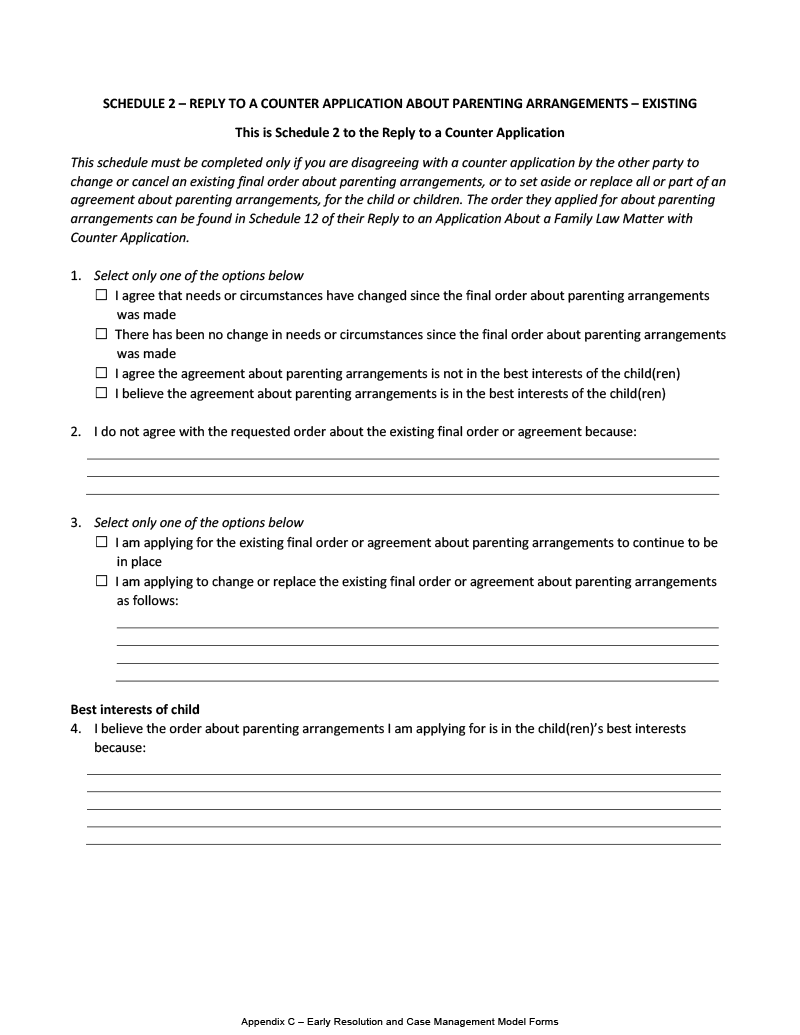 SCHEDULE 2 – REPLY TO A COUNTER APPLICATION ABOUT PARENTING ARRANGEMENTS – EXISTING
This is Schedule 2 to the Reply to a Counter Application
This schedule must be completed only if you are disagreeing with a counter application by the other party to
change or cancel an existing final order about parenting arrangements, or to set aside or replace all or part of an
agreement about parenting arrangements, for the child or children. The order they applied for about parenting
arrangements can be found in Schedule 12 of their Reply to an Application About a Family Law Matter with
Counter Application.
1. Select only one of the options below
☐ I agree that needs or circumstances have changed since the final order about parenting arrangements
was made
☐ There has been no change in needs or circumstances since the final order about parenting arrangements
was made
☐ I agree the agreement about parenting arrangements is not in the best interests of the child(ren)
☐ I believe the agreement about parenting arrangements is in the best interests of the child(ren)
2. I do not agree with the requested order about the existing final order or agreement because:
3. Select only one of the options below
☐ I am applying for the existing final order or agreement about parenting arrangements to continue to be
in place
☐ I am applying to change or replace the existing final order or agreement about parenting arrangements
as follows:
Best interests of child
4. I believe the order about parenting arrangements I am applying for is in the child(ren)'s best interests
because:
Appendix C – Early Resolution and Case Management Model Forms